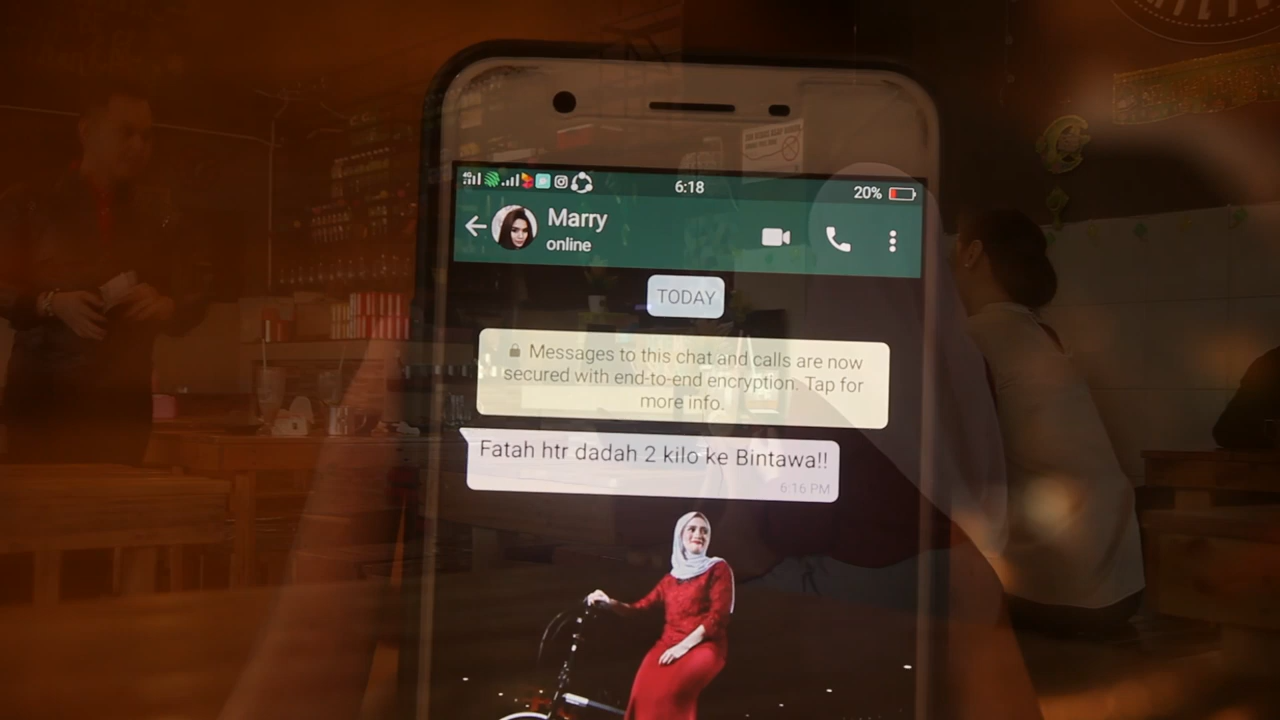 6:18
20%
Marry
online
TODAY
Messages to this chat and calls are now
secured with end-to-end encryption. Tap for
more info.
Fatah htr dadah 2 kilo ke Bintawa!!
6:16 PM